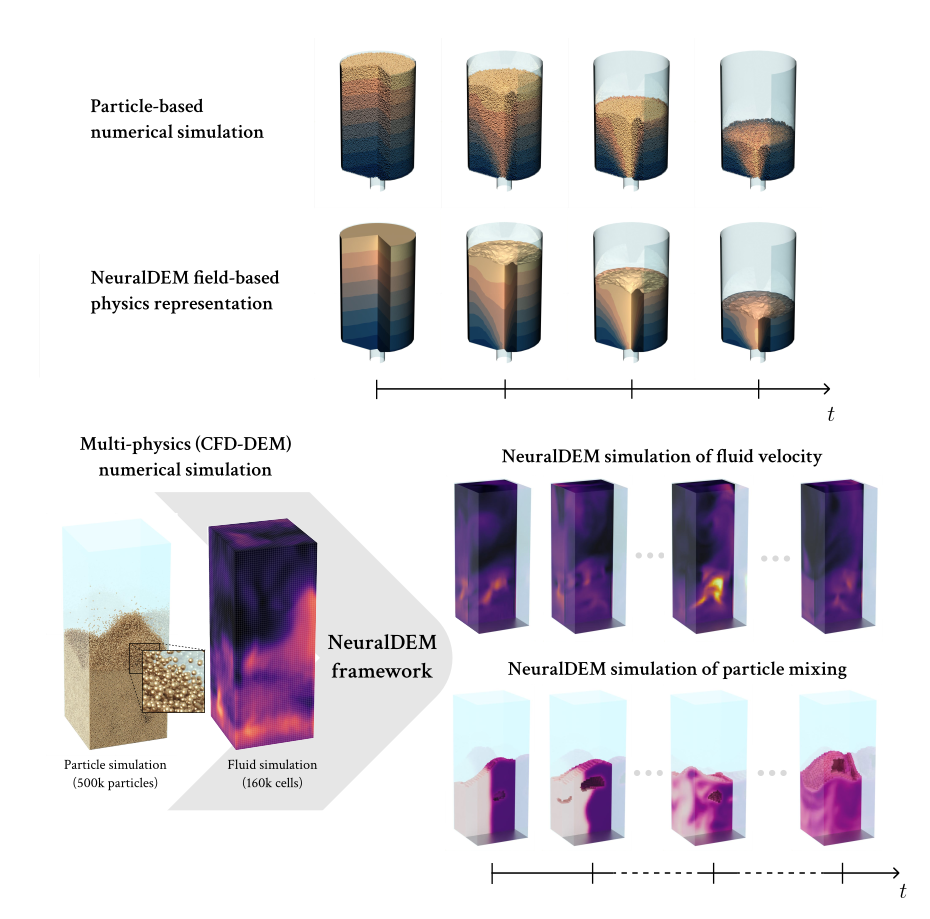 Particle-based
numerical simulation
NeuralDEM field-based
physics representation
t
Multi-physics (CFD-DEM)
numerical simulation
Particle simulation
(500k particles)
Fluid simulation
(160k cells)
NeuralDEM
framework
NeuralDEM simulation of fluid velocity
NeuralDEM simulation of particle mixing
t